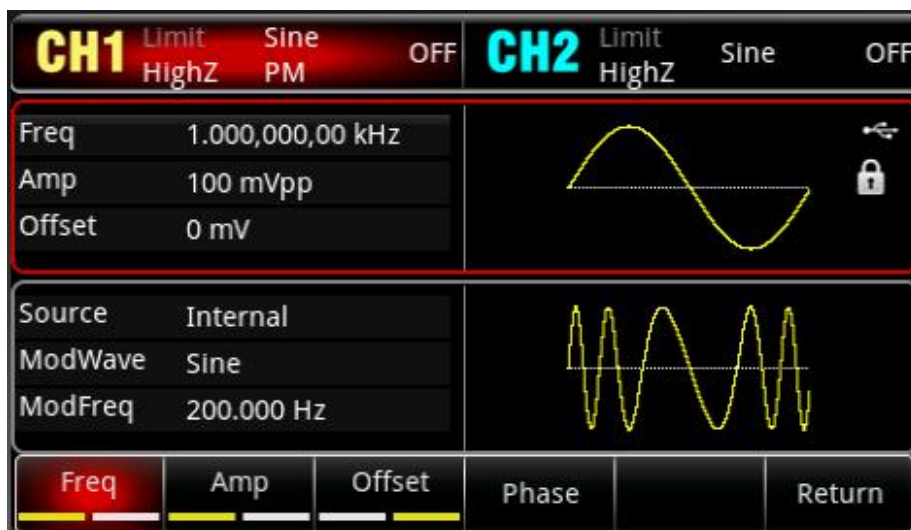 CH1 Limit HighZ Sine PM OFF CH2 Limit HighZ Sine OFF
Freq 1.000,000,00 kHz
Amp 100 mVpp
Offset 0 mV
Source Internal
ModWave Sine
ModFreq 200.000 Hz
Freq Amp Offset Phase Return